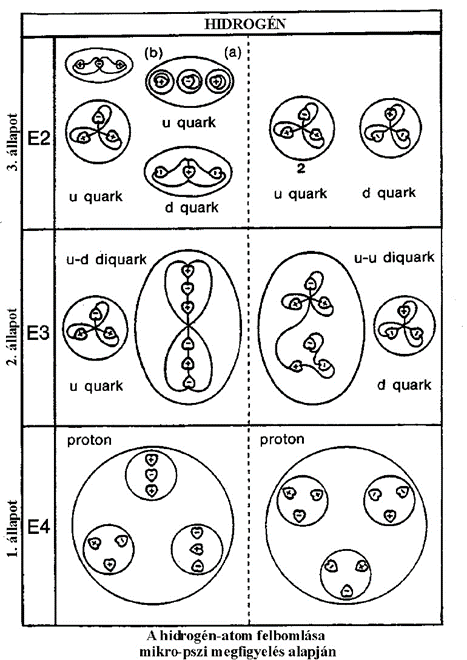 HIDROGÉN
3. állapot
E2
(b) (a)
u quark
u quark
d quark
2
u quark
d quark
2. állapot
E3
u-d diquark
u quark
u-u diquark
d quark
1. állapot
E4
proton
proton
A hidrogén-atom felbomlása
mikro-pszi megfigyelés alapján